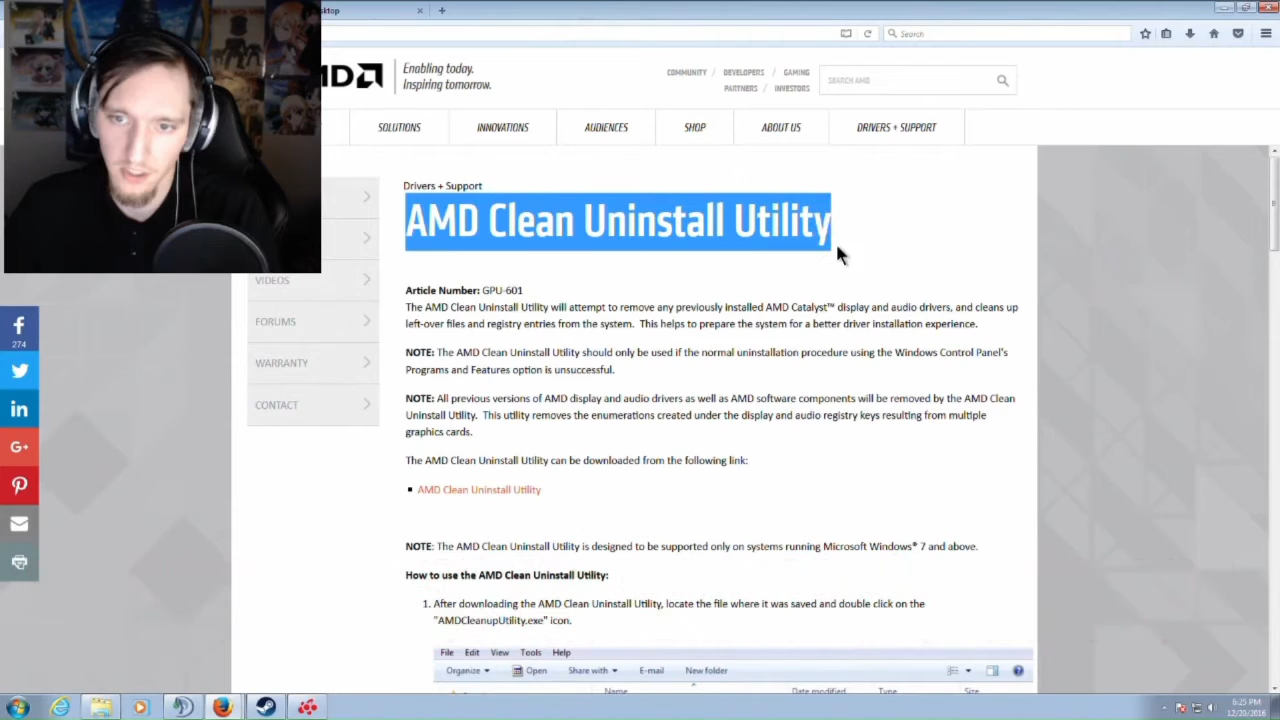 Search
Enabling today.
Inspiring tomorrow.
COMMUNITY / DEVELOPERS / GAMING
PARTNERS / INVESTORS
SEARCH AMD
SOLUTIONS
INNOVATIONS
AUDIENCES
SHOP
ABOUT US
DRIVERS + SUPPORT
Drivers + Support
AMD Clean Uninstall Utility
VIDEOS
FORUMS
WARRANTY
CONTACT
274
Article Number: GPU-601
The AMD Clean Uninstall Utility will attempt to remove any previously installed AMD Catalyst™ display and audio drivers, and cleans up
left-over files and registry entries from the system. This helps to prepare the system for a better driver installation experience.
NOTE: The AMD Clean Uninstall Utility should only be used if the normal uninstallation procedure using the Windows Control Panel's
Programs and Features option is unsuccessful.
NOTE: All previous versions of AMD display and audio drivers as well as AMD software components will be removed by the AMD Clean
Uninstall Utility. This utility removes the enumerations created under the display and audio registry keys resulting from multiple
graphics cards.
The AMD Clean Uninstall Utility can be downloaded from the following link:
▪ AMD Clean Uninstall Utility
NOTE: The AMD Clean Uninstall Utility is designed to be supported only on systems running Microsoft Windows® 7 and above.
How to use the AMD Clean Uninstall Utility:
1. After downloading the AMD Clean Uninstall Utility, locate the file where it was saved and double click on the
"AMDCleanupUtility.exe" icon.
File Edit View Tools Help
Organize Open Share with E-mail New folder
Name Date modified Type Size
6:25 PM
12/20/2016